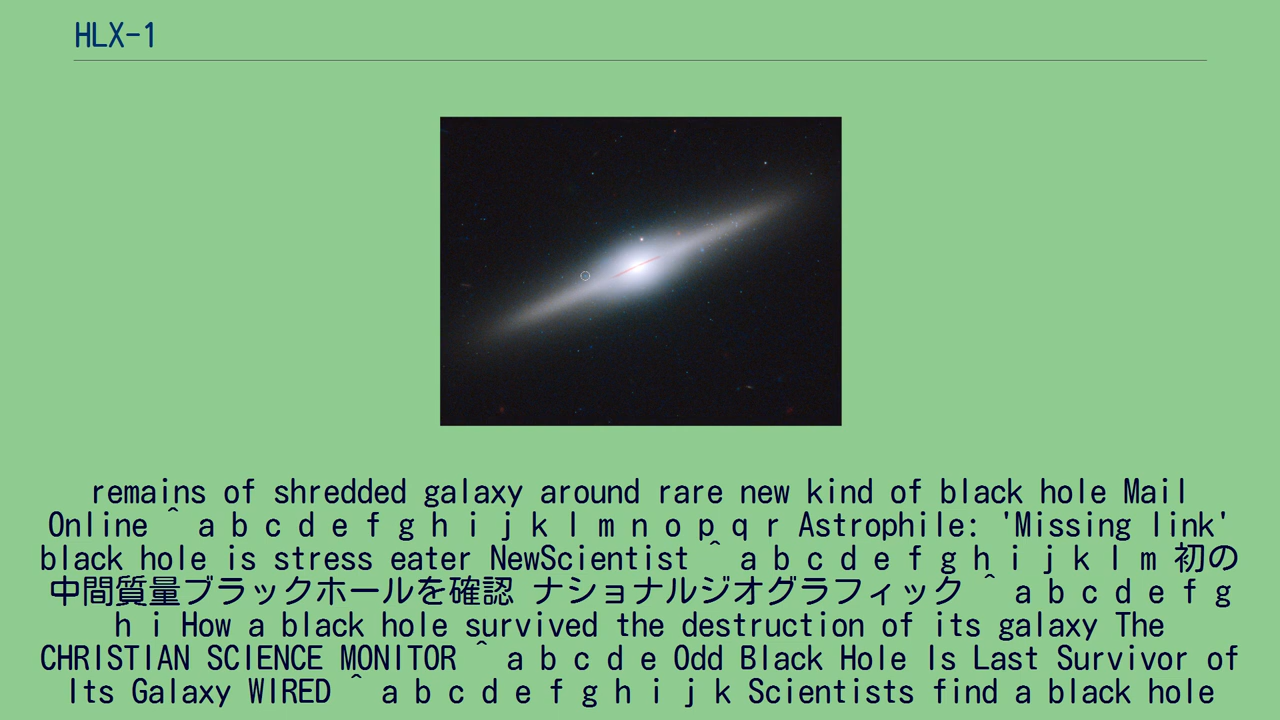 HLX-1
remains of shredded galaxy around rare new kind of black hole Mail
Online ^ a b c d e f g h i j k l m n o p q r Astrophile: 'Missing link'
black hole is stress eater NewScientist ^ a b c d e f g h i j k l m 初の
中間質量ブラックホールを確認 ナショナルジオグラフィック ^ a b c d e f g
h i How a black hole survived the destruction of its galaxy The
CHRISTIAN SCIENCE MONITOR ^ a b c d e Odd Black Hole Is Last Survivor of
Its Galaxy WIRED ^ a b c d e f g h i j k Scientists find a black hole